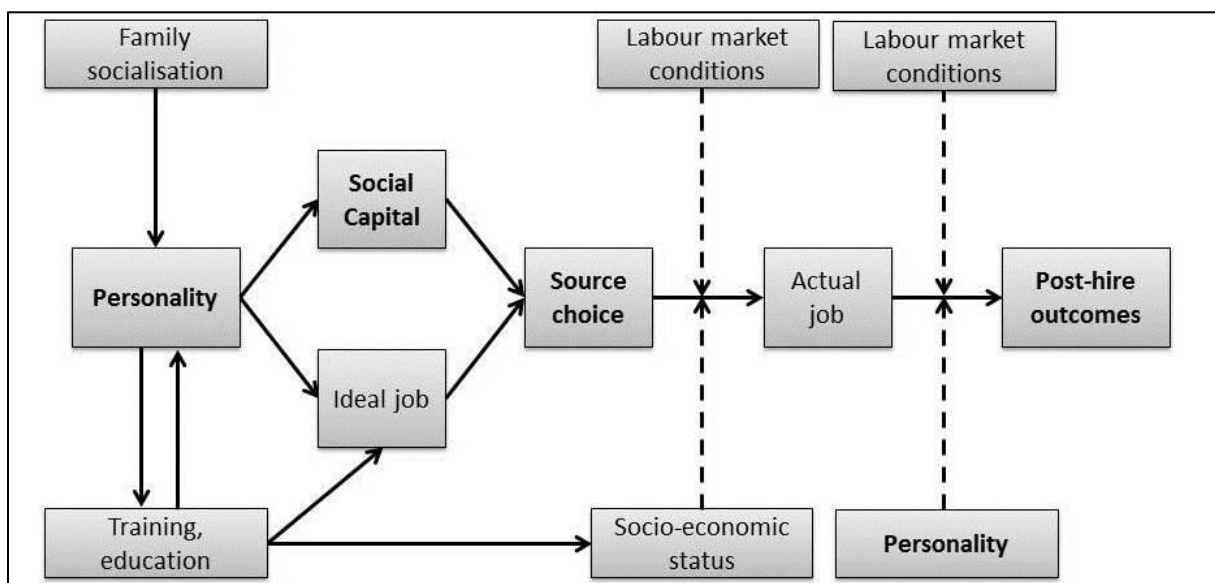 Family
socialisation
Labour market
conditions
Labour market
conditions
Social
Capital
Personality
Source
choice
Actual
job
Post-hire
outcomes
Ideal job
Training,
education
Socio-economic
status
Personality